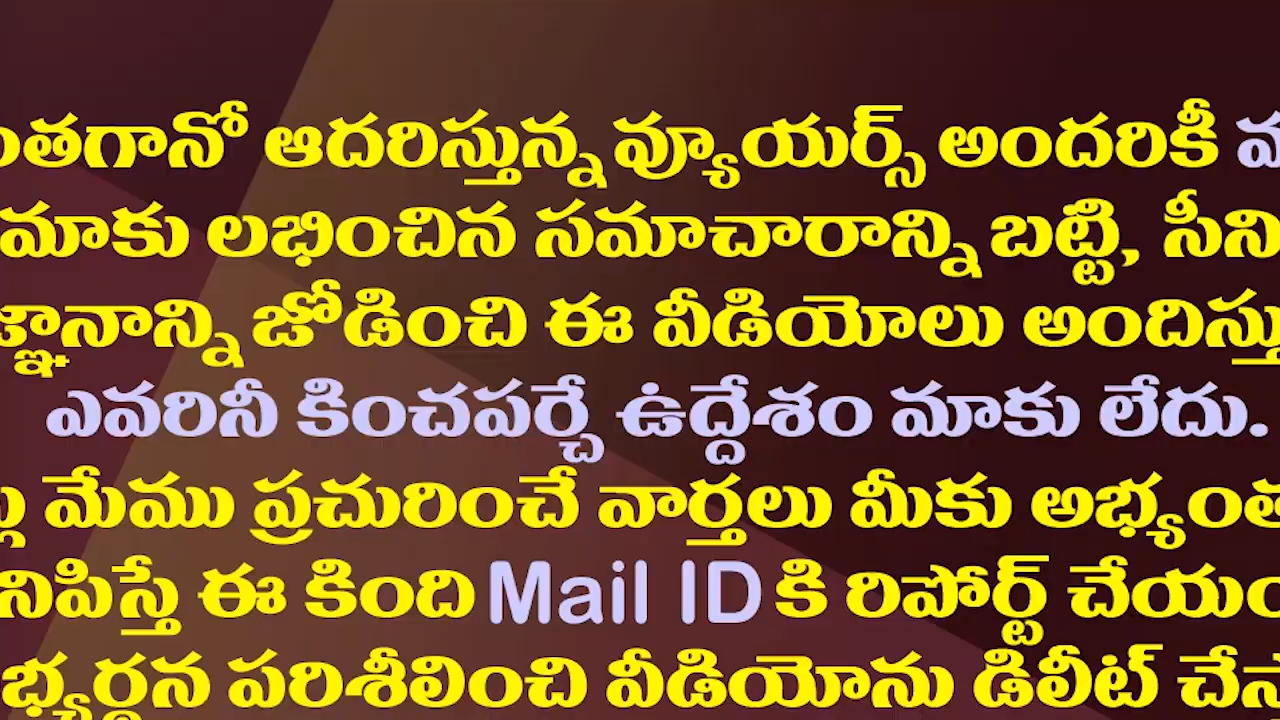 ంతగానో ఆదరిస్తున్న వ్యూయర్స్ అందరికీ
మాకు లభించిన సమాచారాన్ని బట్టి, సీని
జ్ఞానాన్ని జోడించి ఈ వీడియోలు అందిస్తు
ఎవరినీ కించపర్చే ఉద్దేశం మాకు లేదు.
మేము ప్రచురించే వార్తలు మీకు అభ్యంత
నిపిస్తే ఈ కింది Mail ID కి రిపోర్ట్ చేయం
భ్యర్థన పరిశీలించి వీడియోను డిలీట్ చేస